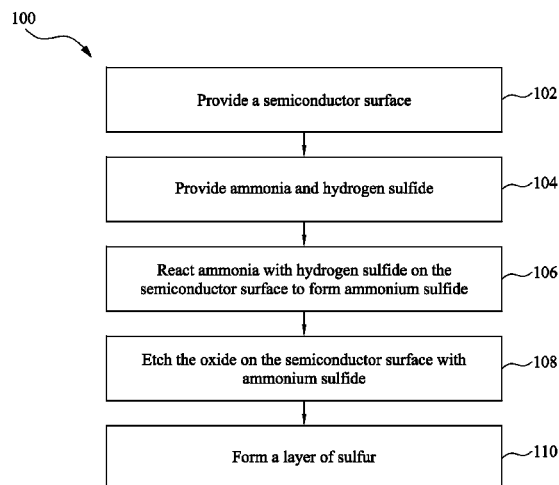 100
Provide a semiconductor surface
102
Provide ammonia and hydrogen sulfide
104
React ammonia with hydrogen sulfide on the
semiconductor surface to form ammonium sulfide
106
Etch the oxide on the semiconductor surface with
ammonium sulfide
108
Form a layer of sulfur
110